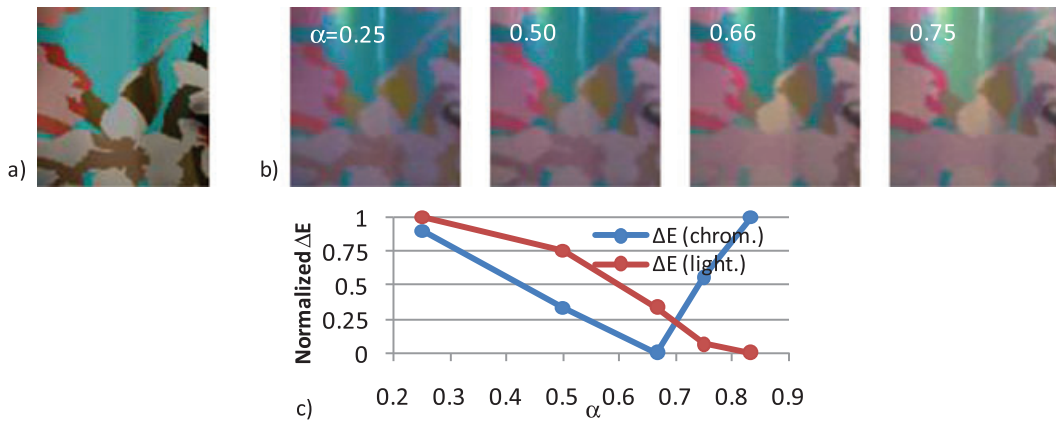 a)
b)
α=0.25
0.50
0.66
0.75
Normalized ΔE
1
0.75
0.5
0.25
0
ΔE (chrom.)
ΔE (light.)
0.2 0.3 0.4 0.5 0.6 0.7 0.8 0.9
α
c)